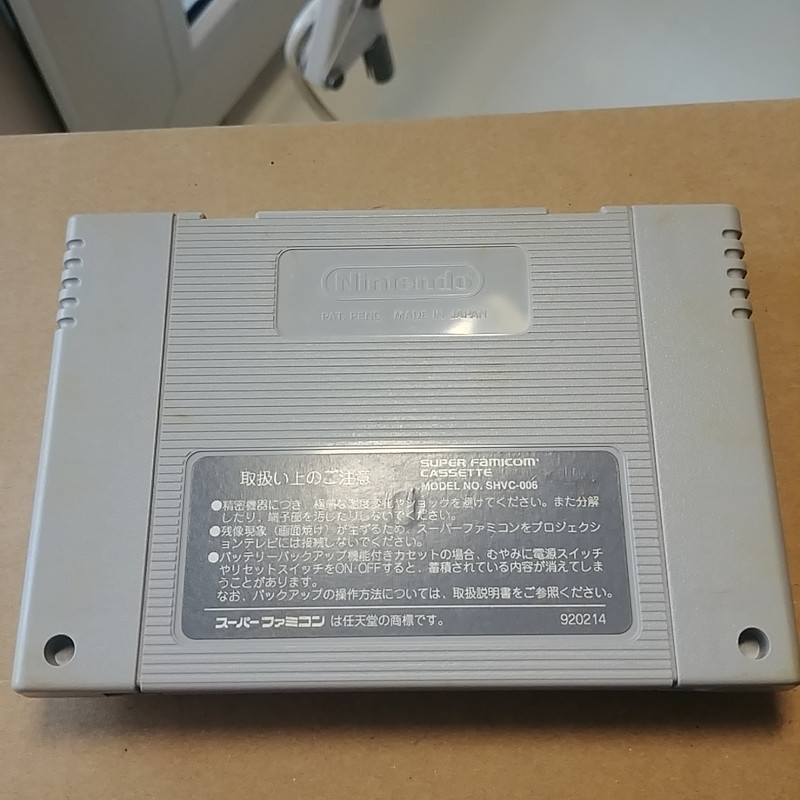 Nintendo
PAT. PEND. MADE IN JAPAN
取扱い上のご注意
SUPER FAMICOM
CASSETTE
MODEL NO. SHVC-006
●精密機器につき、極端な温度変化やショックを避けてください。また分解
したり、端子部を汚したりしないでください。
●残像現象（画面焼け）が生ずるため、スーパーファミコンをプロジェクシ
ョンテレビには接続しないでください。
●バッテリーバックアップ機能付きカセットの場合、むやみに電源スイッチ
やリセットスイッチをON OFFすると、蓄積されている内容が消えてしま
うことがあります。
なお、バックアップの操作方法については、取扱説明書をご参照ください。
スーパーファミコンは任天堂の商標です。 920214